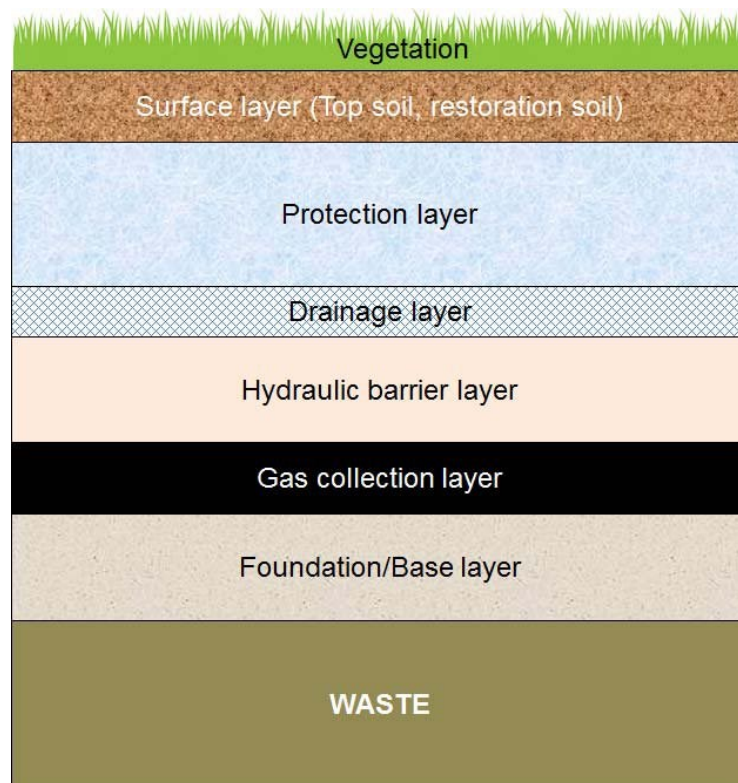 Vegetation
Surface layer (Top soil, restoration soil)
Protection layer
Drainage layer
Hydraulic barrier layer
Gas collection layer
Foundation/Base layer
WASTE